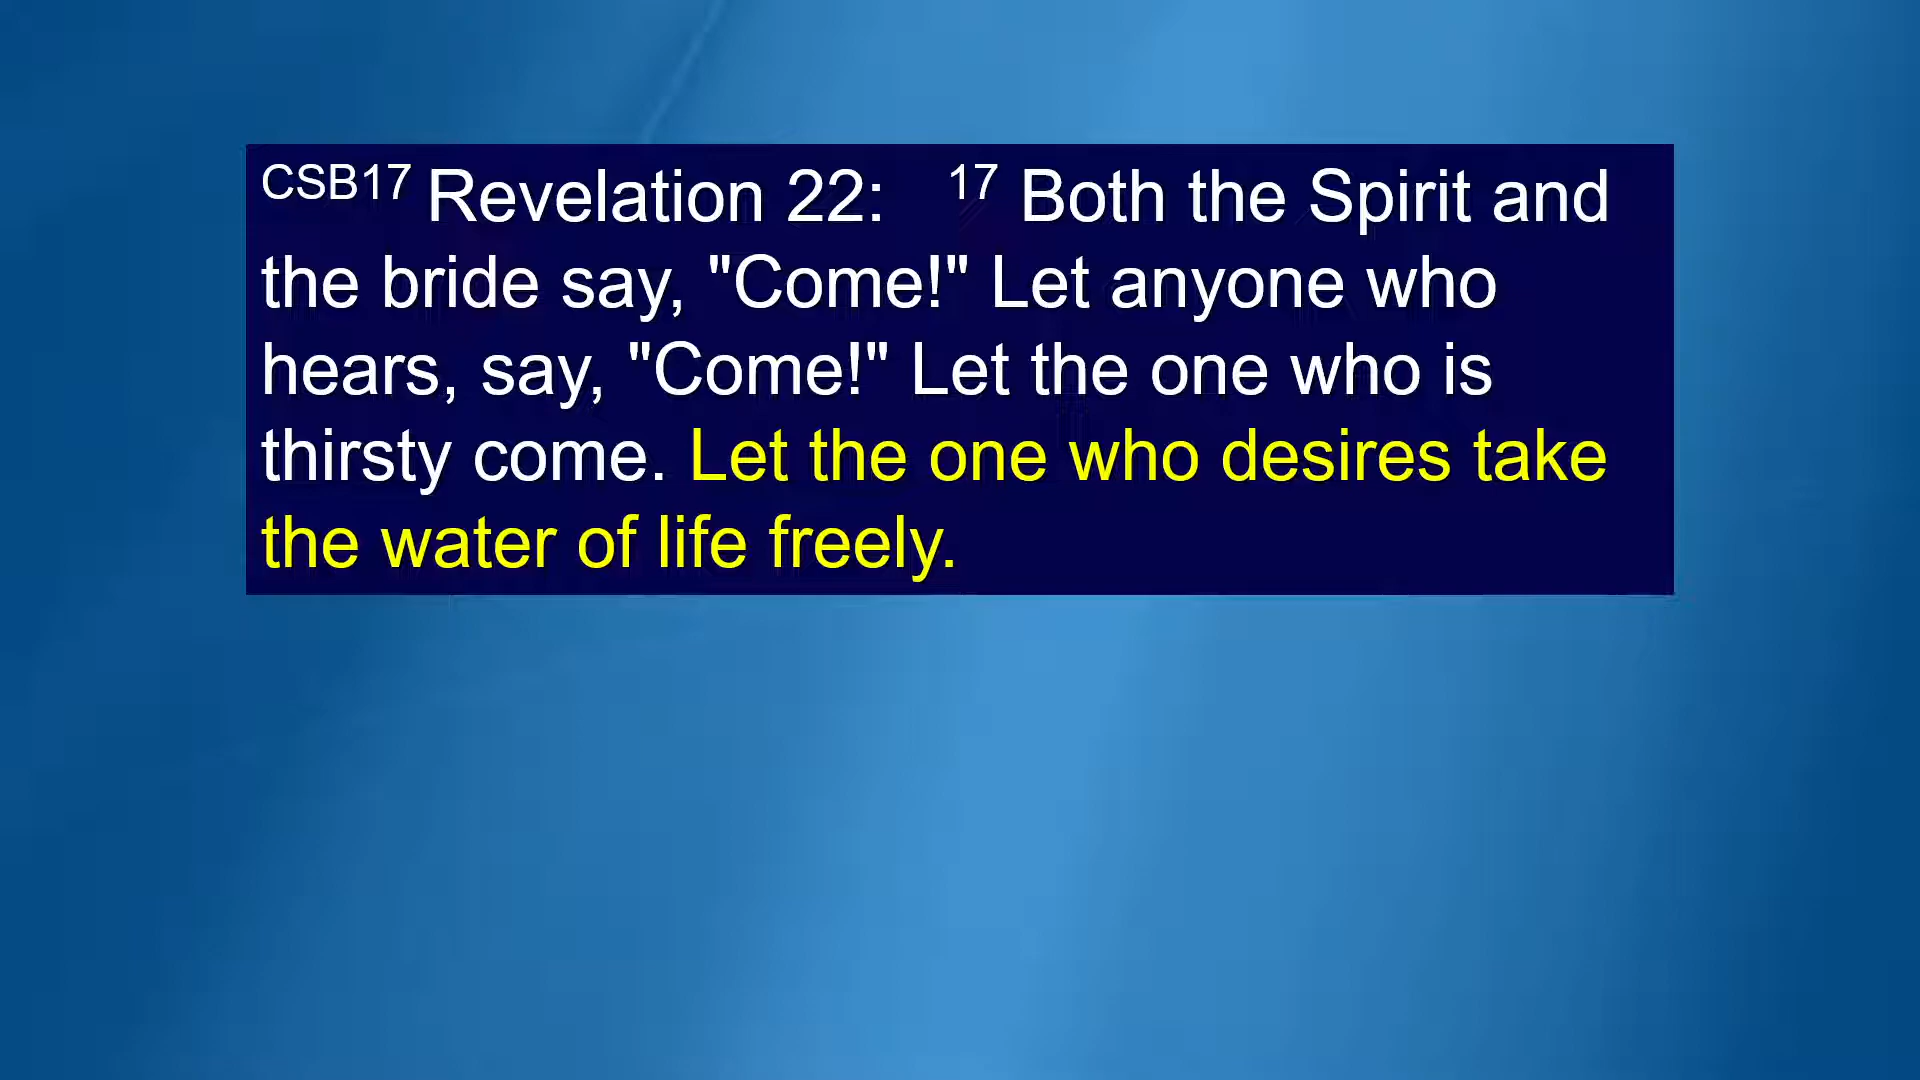 CSB17 Revelation 22: 17 Both the Spirit and
the bride say, "Come!" Let anyone who
hears, say, "Come!" Let the one who is
thirsty come. Let the one who desires take
the water of life freely.